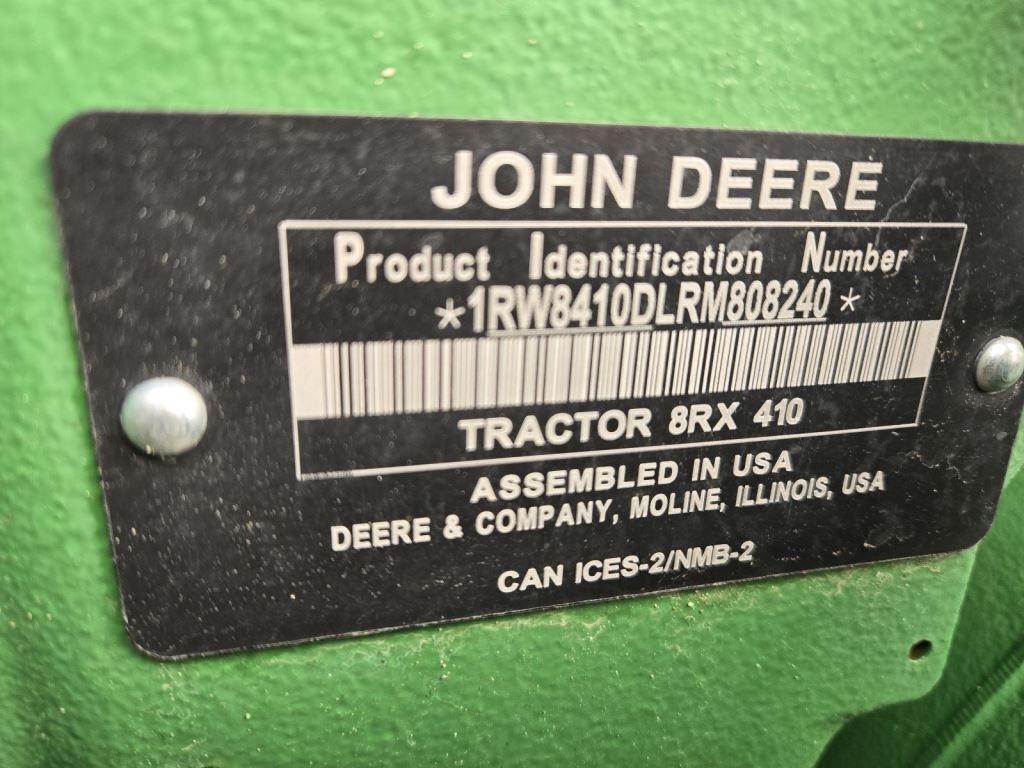 JOHN DEERE
Product Identification Number
*1RW8410DLRM808240*
TRACTOR 8RX 410
ASSEMBLED IN USA
DEERE & COMPANY, MOLINE, ILLINOIS, USA
CAN ICES-2/NMB-2